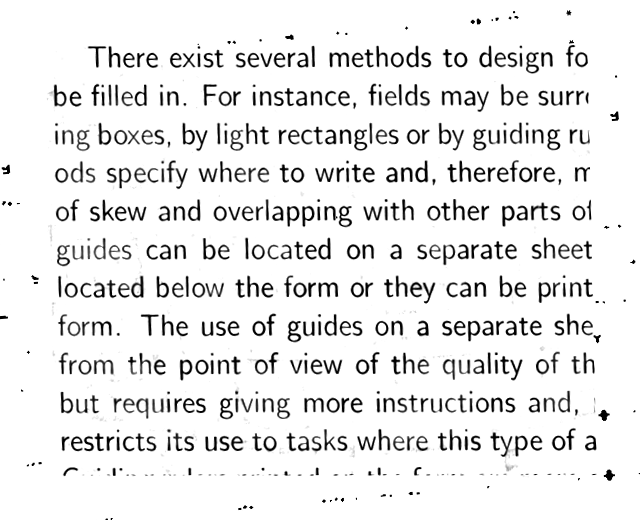 There exist several methods to design fo
be filled in. For instance, fields may be surr
ing boxes, by light rectangles or by guiding ru
ods specify where to write and, therefore, m
of skew and overlapping with other parts of
guides can be located on a separate sheet
located below the form or they can be print
form. The use of guides on a separate she
from the point of view of the quality of th
but requires giving more instructions and,
restricts its use to tasks where this type of a